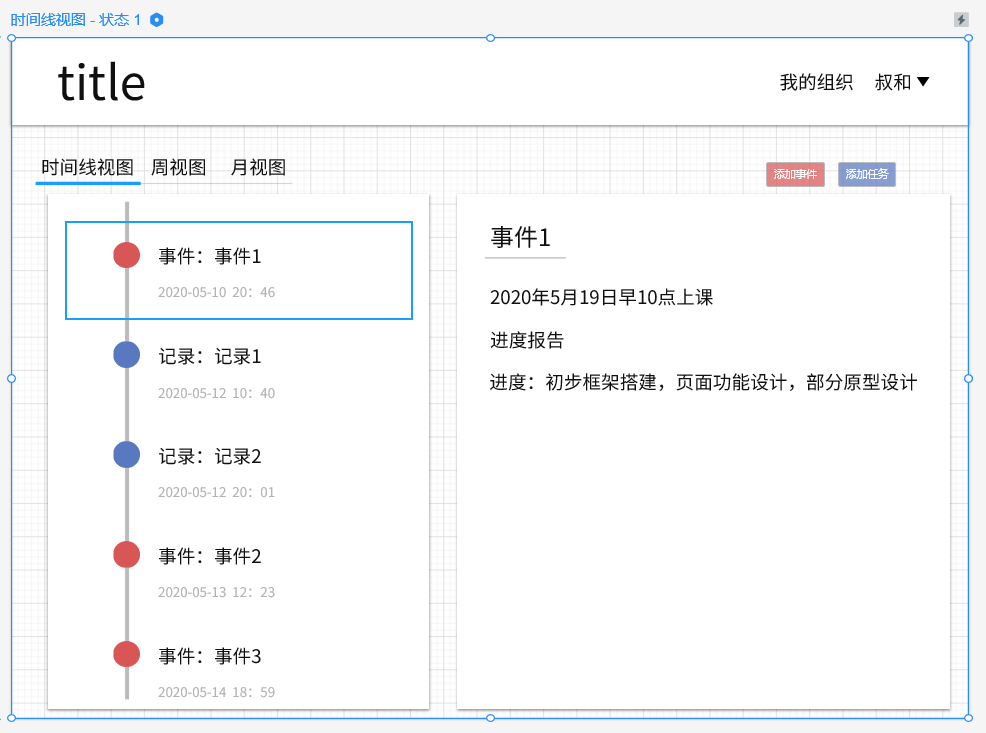 时间线视图 - 状态 1
title
我的组织 叔和
时间线视图 周视图 月视图
添加事件 添加任务
事件：事件1
2020-05-10 20：46
记录：记录1
2020-05-12 10：40
记录：记录2
2020-05-12 20：01
事件：事件2
2020-05-13 12：23
事件：事件3
2020-05-14 18：59
事件1
2020年5月19日早10点上课
进度报告
进度：初步框架搭建，页面功能设计，部分原型设计